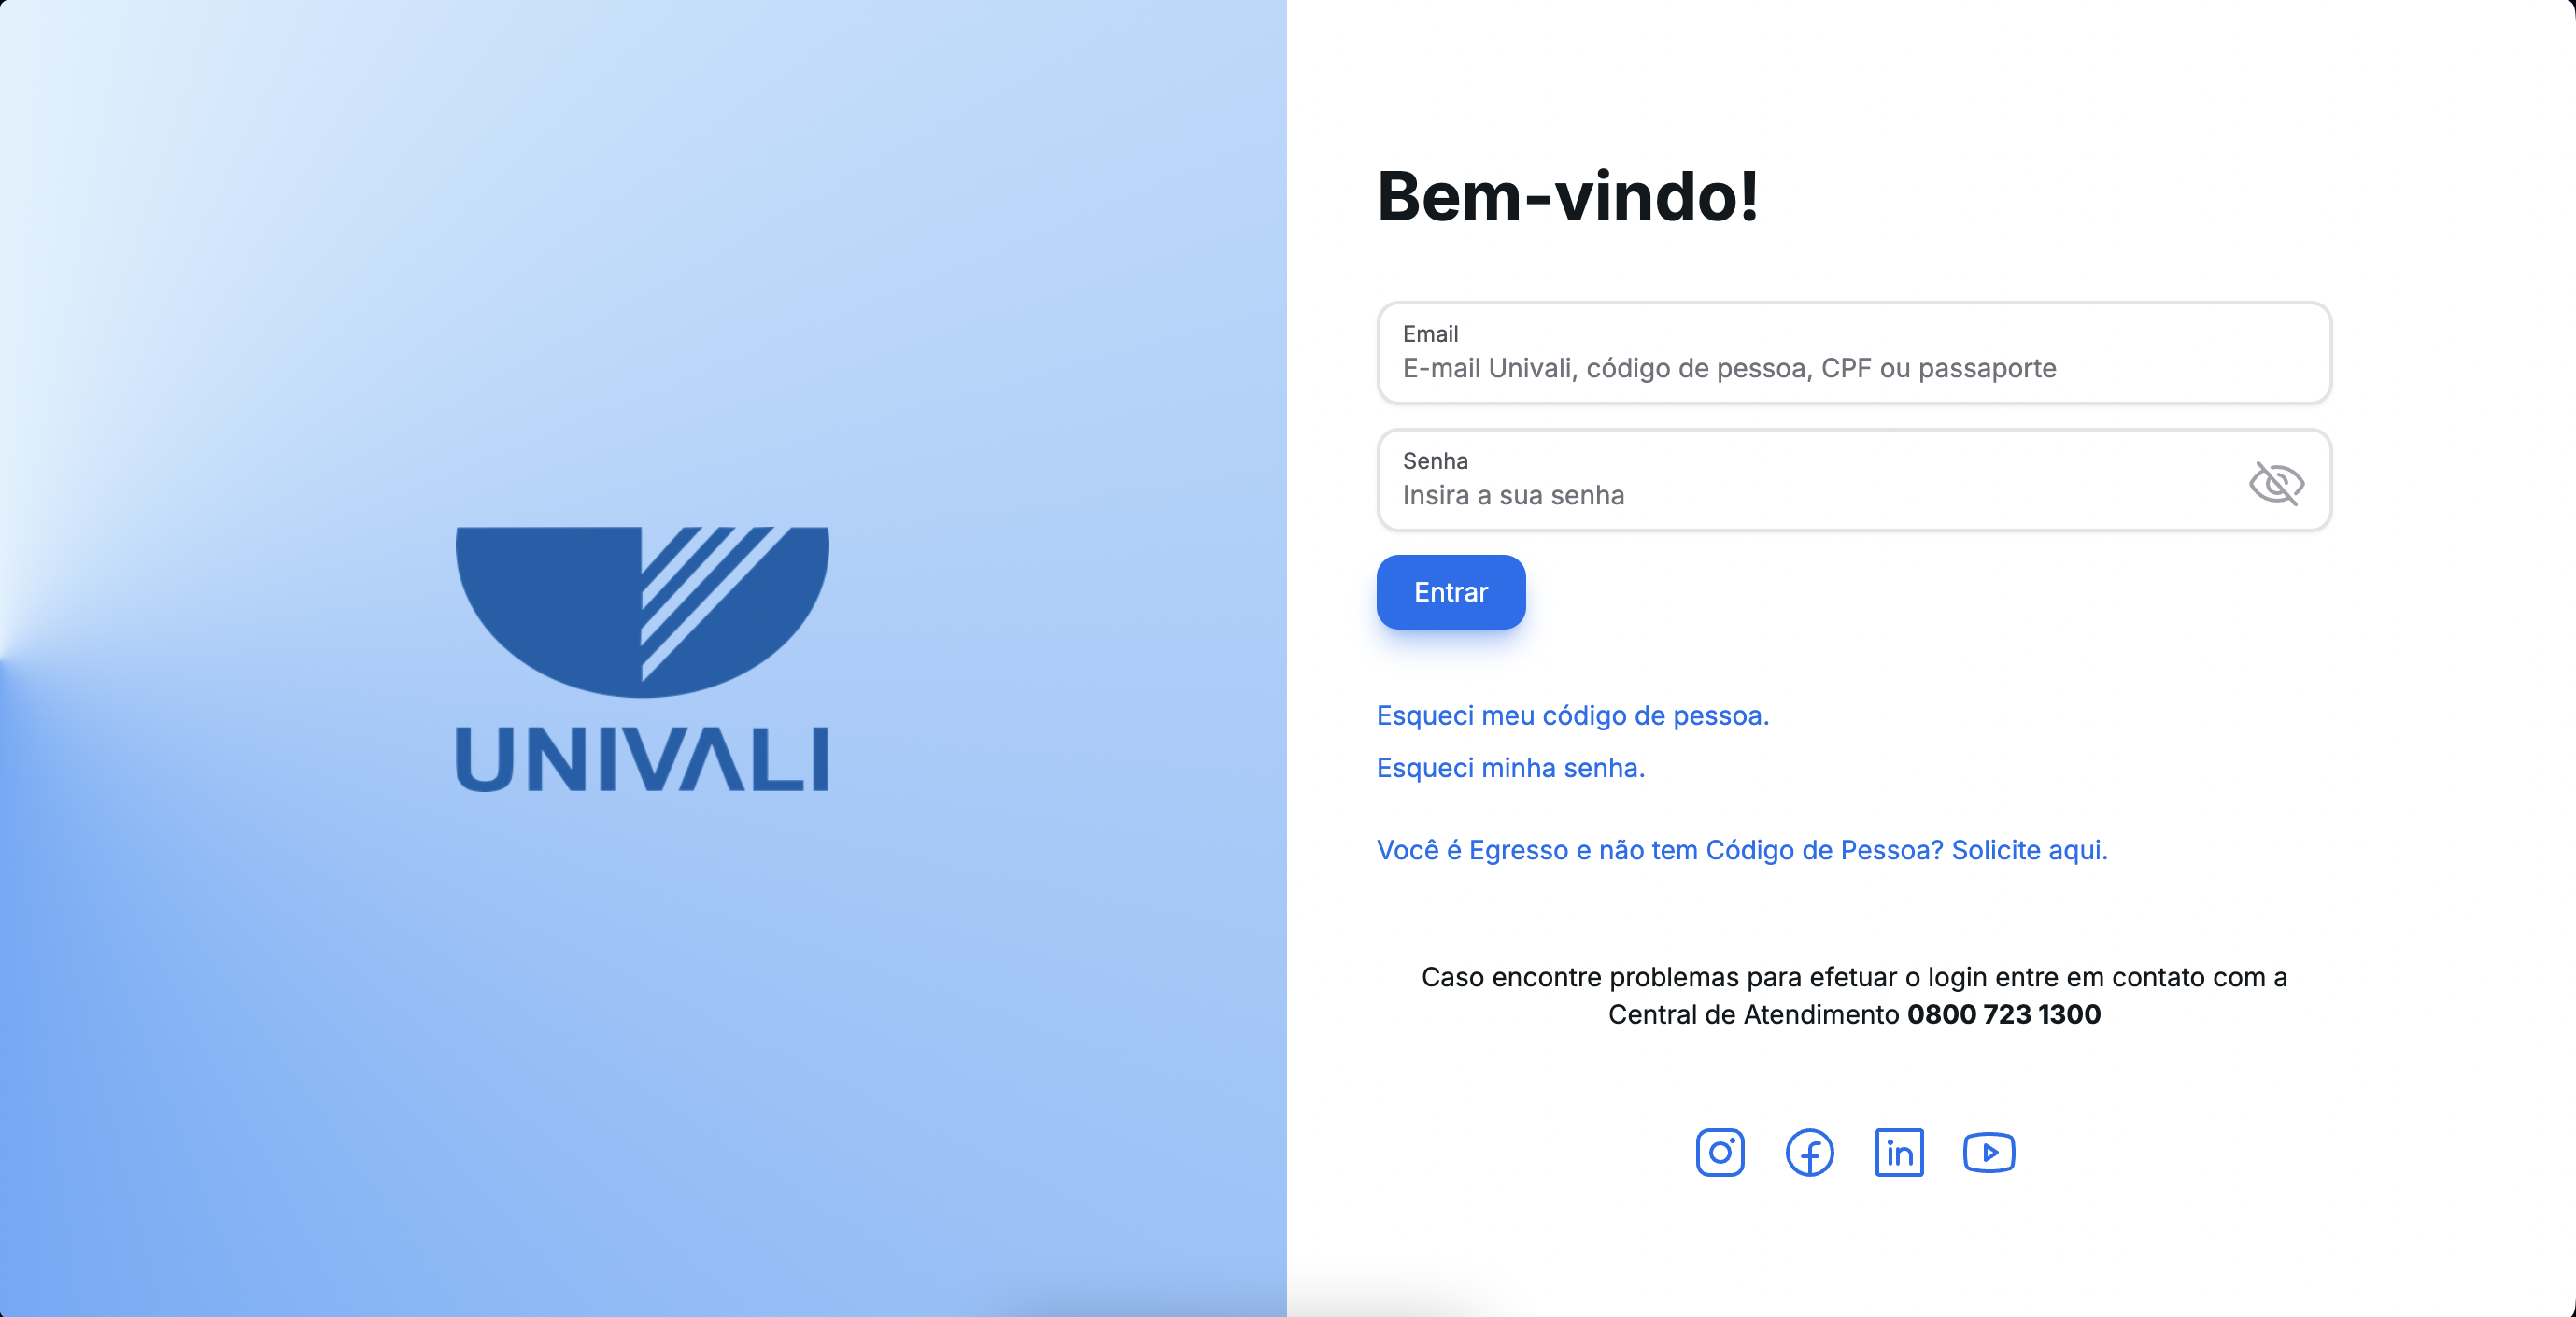 UNIVALI
Bem-vindo!
Email
E-mail Univali, código de pessoa, CPF ou passaporte
Senha
Insira a sua senha
Entrar
Esqueci meu código de pessoa.
Esqueci minha senha.
Você é Egresso e não tem Código de Pessoa? Solicite aqui.
Caso encontre problemas para efetuar o login entre em contato com a
Central de Atendimento 0800 723 1300